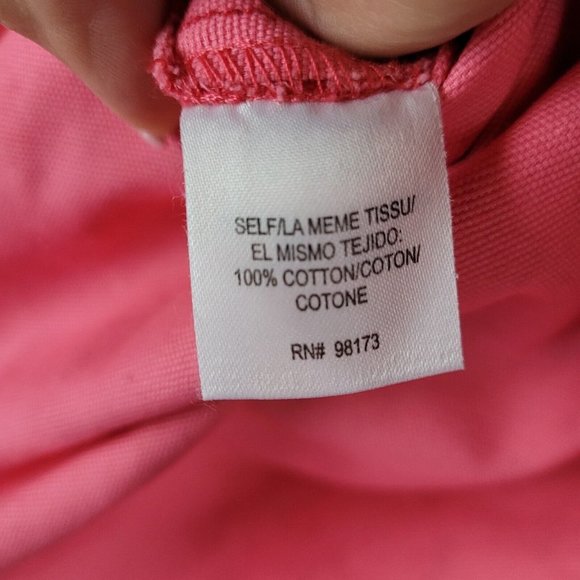 SELF/LA MEME TISSU/
EL MISMO TEJIDO:
100% COTTON/COTON/
COTONE
RN# 98173